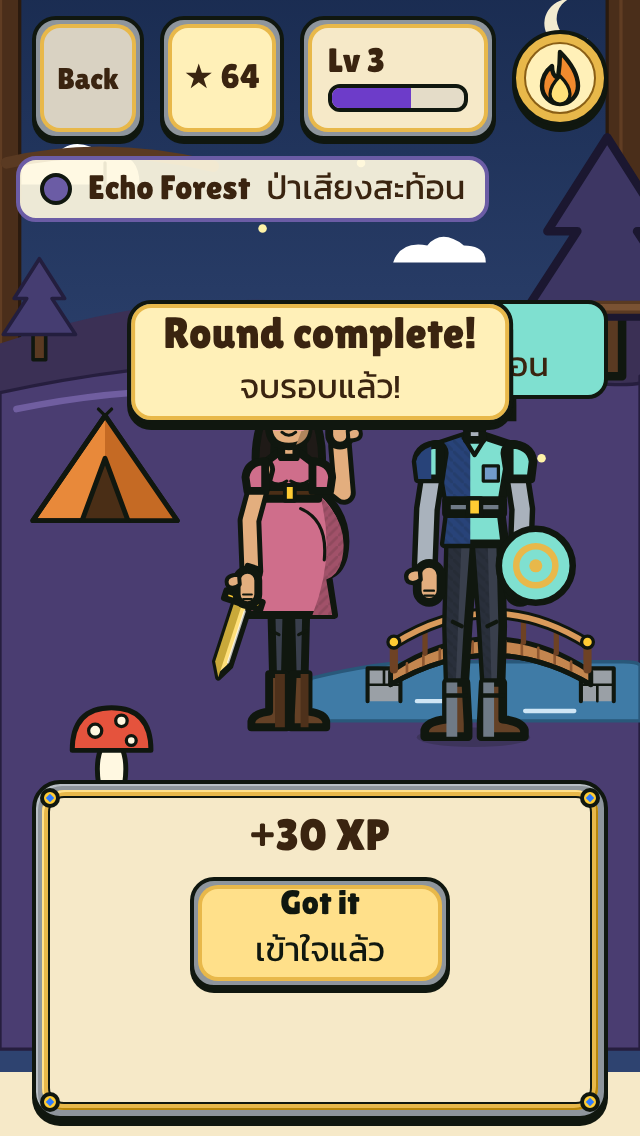 Back
★ 64
Lv 3
Echo Forest ป่าเสียงสะท้อน
Round complete!
จบรอบแล้ว!
อน
+30 XP
Got it
เข้าใจแล้ว